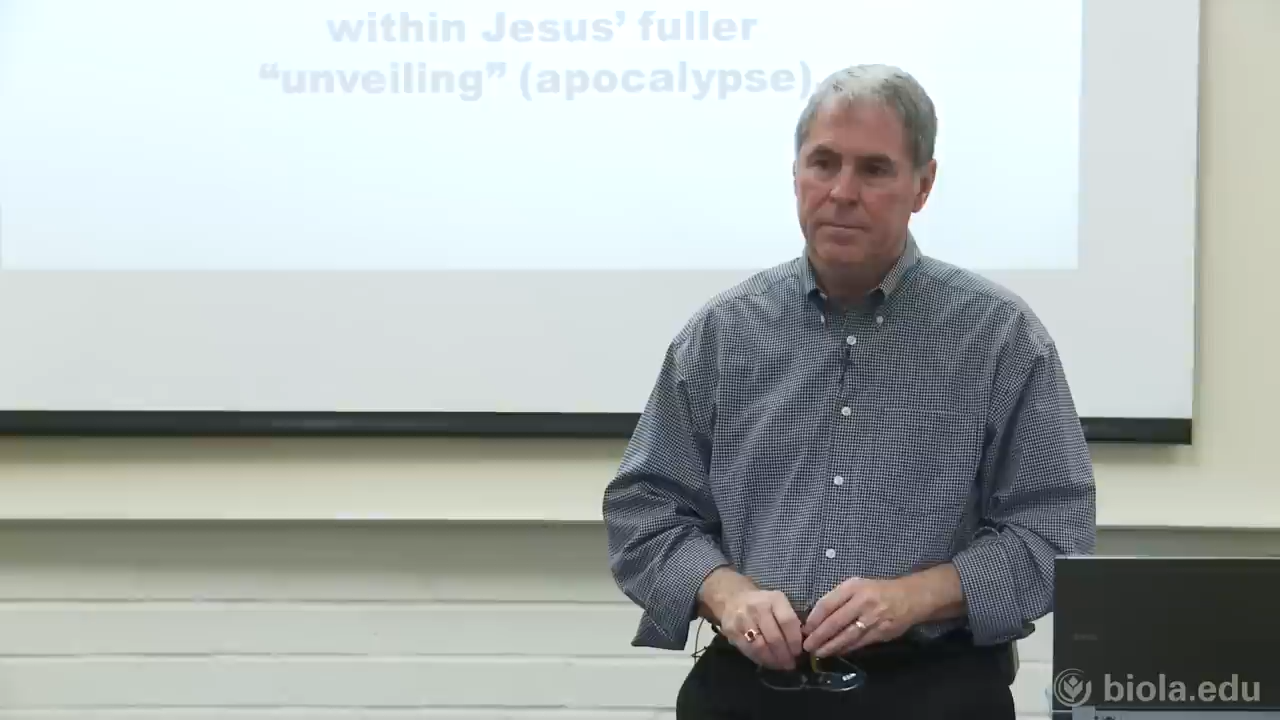 within Jesus’ fuller
“unveiling” (apocalypse)
biola.edu